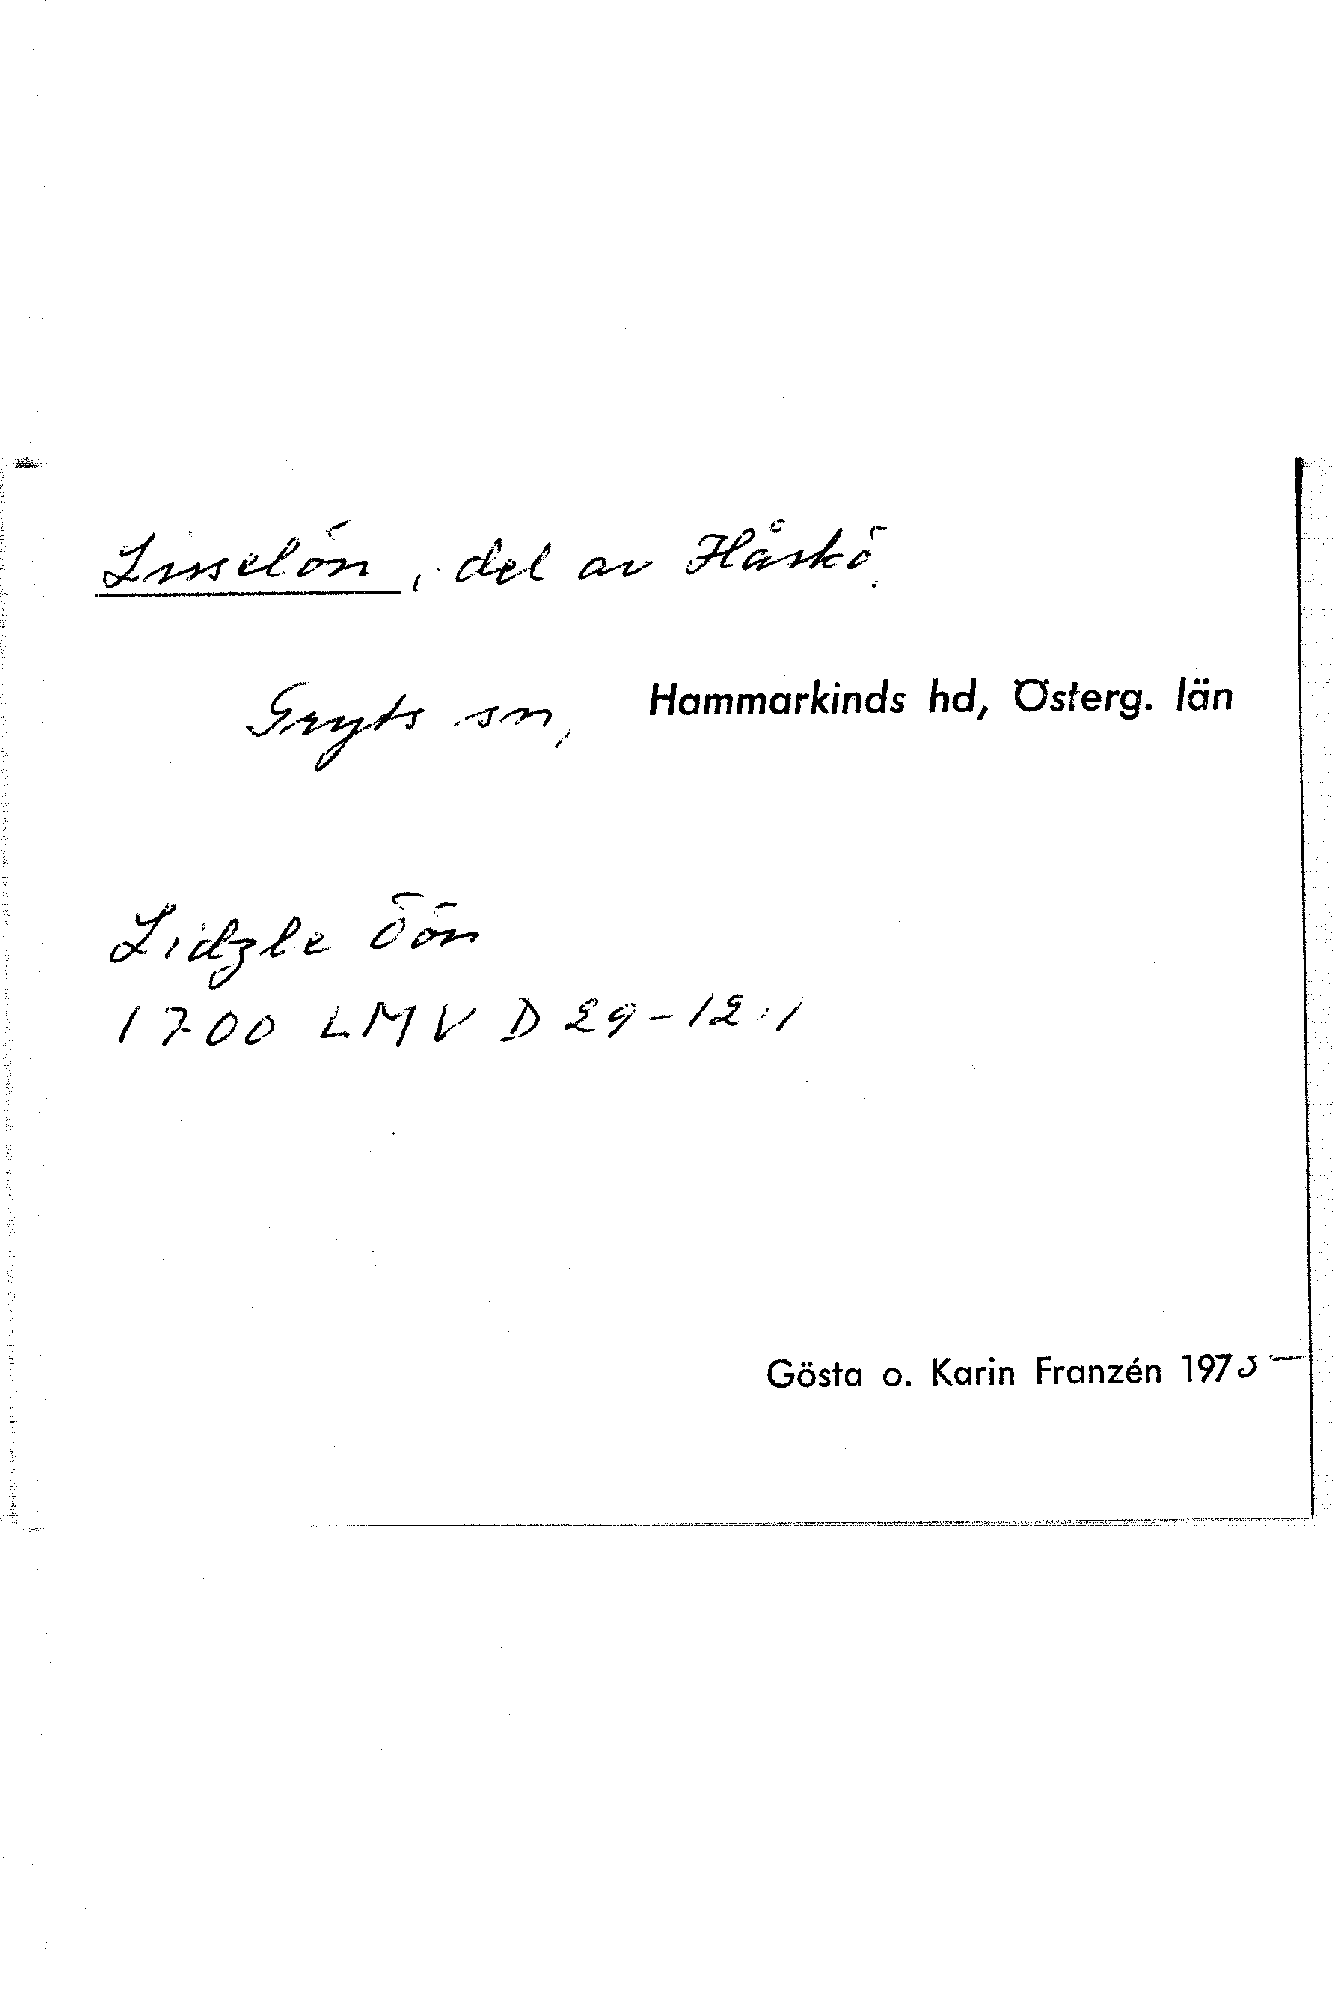 Lisselön, del av Håskö.
Gryts sn, Hammarkinds hd, Österg. län
Lidzle öön
1700 LMV D 29-12:1
Gösta o. Karin Franzén 1975